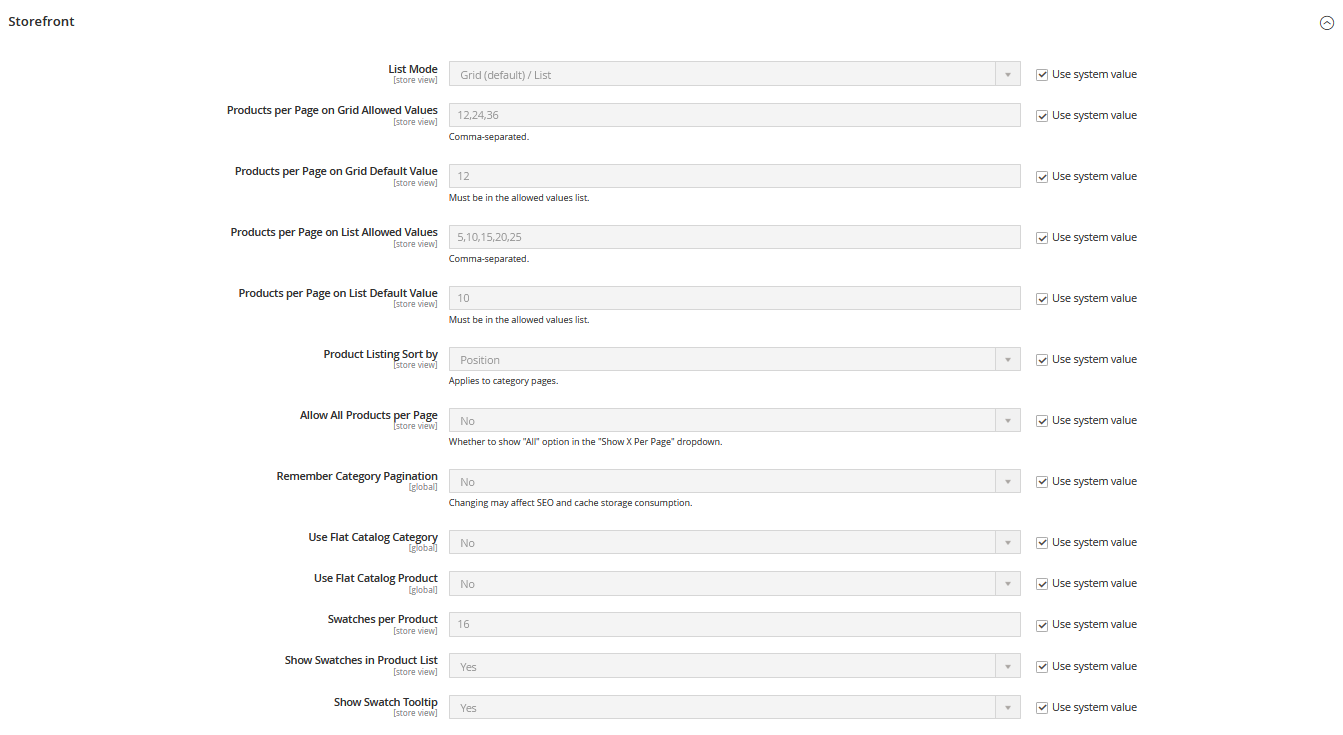 Storefront
List Mode
[store view]
Grid (default) / List
Use system value
Products per Page on Grid Allowed Values
[store view]
12,24,36
Use system value
Comma-separated.
Products per Page on Grid Default Value
[store view]
12
Use system value
Must be in the allowed values list.
Products per Page on List Allowed Values
[store view]
5,10,15,20,25
Use system value
Comma-separated.
Products per Page on List Default Value
[store view]
10
Use system value
Must be in the allowed values list.
Product Listing Sort by
[store view]
Position
Use system value
Applies to category pages.
Allow All Products per Page
[store view]
No
Use system value
Whether to show "All" option in the "Show X Per Page" dropdown.
Remember Category Pagination
[global]
No
Use system value
Changing may affect SEO and cache storage consumption.
Use Flat Catalog Category
[global]
No
Use system value
Use Flat Catalog Product
[global]
No
Use system value
Swatches per Product
[store view]
16
Use system value
Show Swatches in Product List
[store view]
Yes
Use system value
Show Swatch Tooltip
[store view]
Yes
Use system value